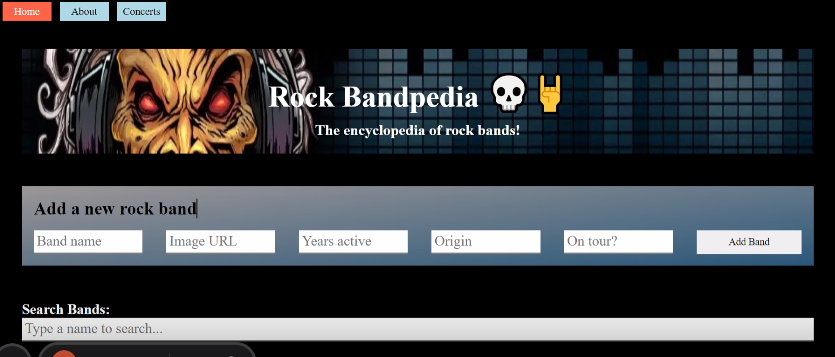 Home About Concerts
Rock Bandpedia 💀🤘
The encyclopedia of rock bands!
Add a new rock band
Band name Image URL Years active Origin On tour? Add Band
Search Bands:
Type a name to search...